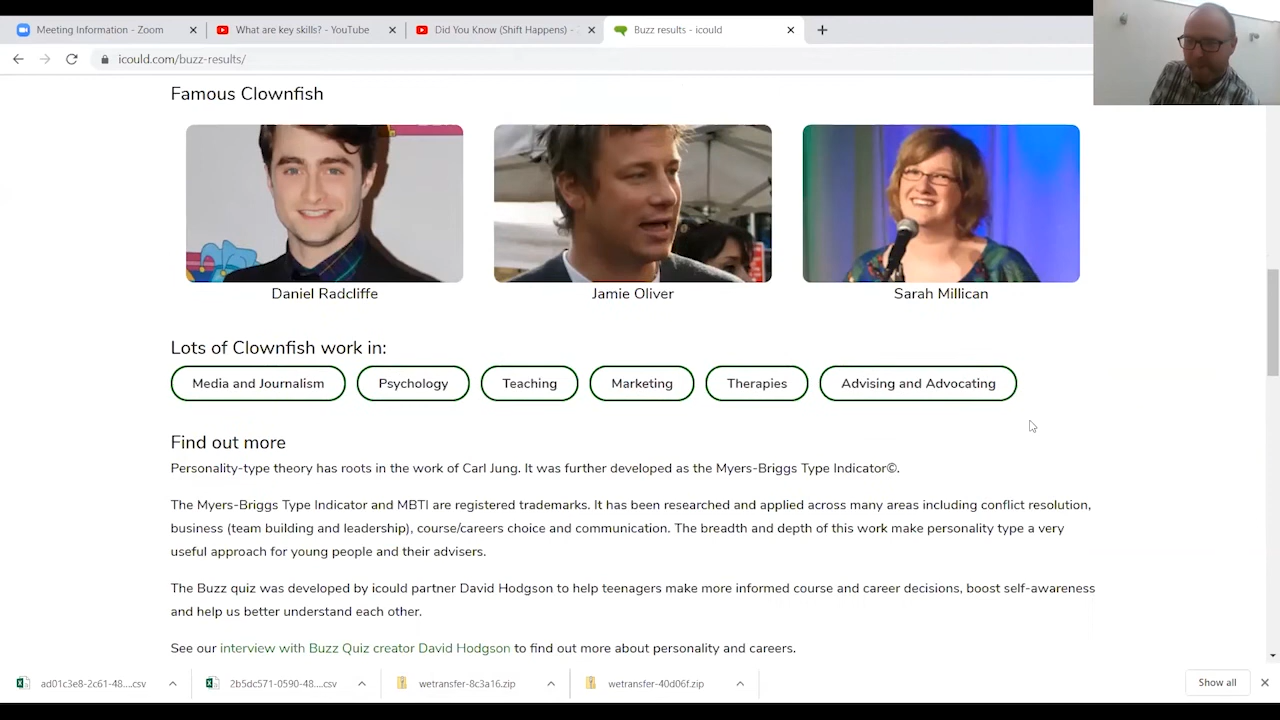 Meeting Information - Zoom
What are key skills? - YouTube
Did You Know (Shift Happens) -
Buzz results - icould
icould.com/buzz-results/
Famous Clownfish
Daniel Radcliffe
Jamie Oliver
Sarah Millican
Lots of Clownfish work in:
Media and Journalism
Psychology
Teaching
Marketing
Therapies
Advising and Advocating
Find out more
Personality-type theory has roots in the work of Carl Jung. It was further developed as the Myers-Briggs Type Indicator©.
The Myers-Briggs Type Indicator and MBTI are registered trademarks. It has been researched and applied across many areas including conflict resolution,
business (team building and leadership), course/careers choice and communication. The breadth and depth of this work make personality type a very
useful approach for young people and their advisers.
The Buzz quiz was developed by icould partner David Hodgson to help teenagers make more informed course and career decisions, boost self-awareness
and help us better understand each other.
See our interview with Buzz Quiz creator David Hodgson to find out more about personality and careers.
ad01c3e8-2c61-48....csv
2b5dc571-0590-48....csv
wetransfer-8c3a16.zip
wetransfer-40d06f.zip
Show all